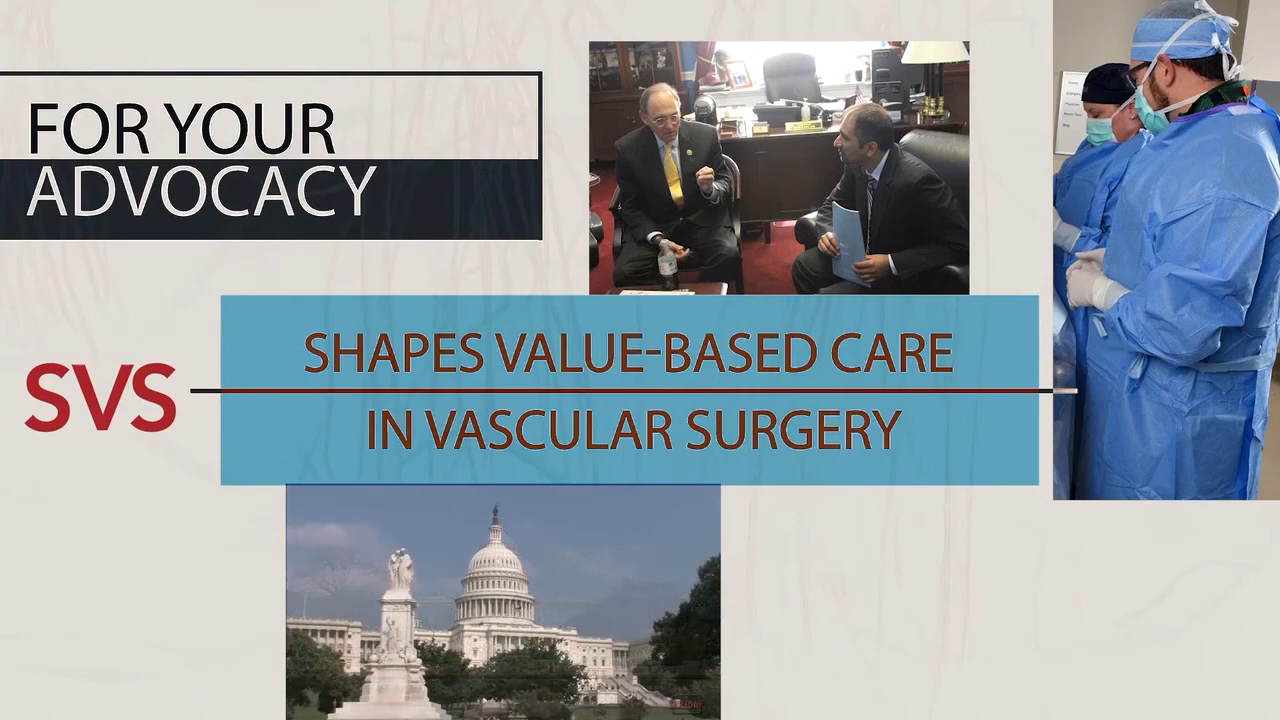 FOR YOUR
ADVOCACY
SHAPES VALUE-BASED CARE
SVS
IN VASCULAR SURGERY